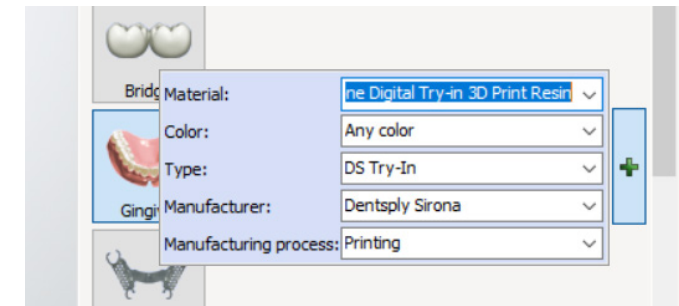 Bridg
Material:
ne Digital Try-in 3D Print Resin
Color:
Any color
Type:
DS Try-In
Gingi
Manufacturer:
Dentsply Sirona
Manufacturing process:
Printing